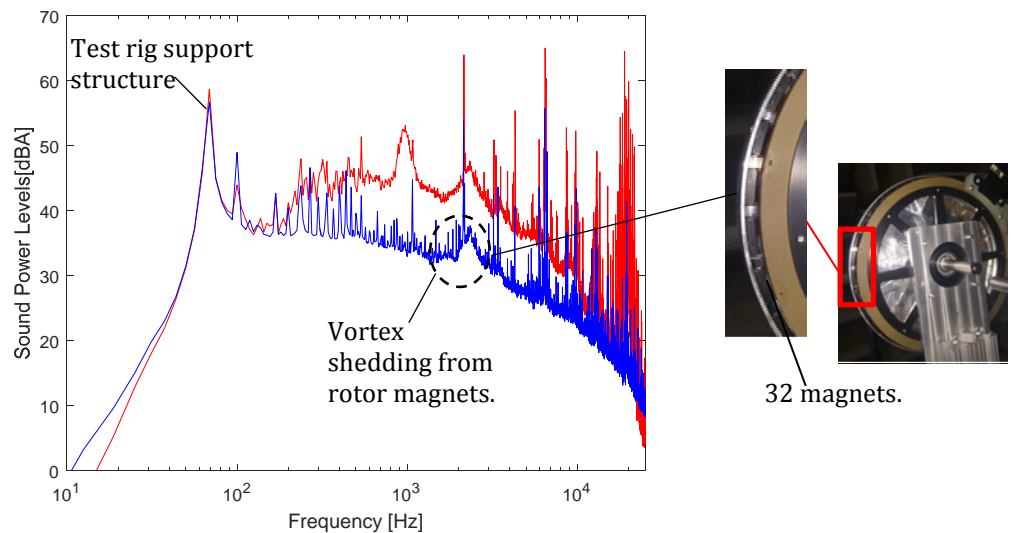 70
60
50
40
30
20
10
0
Sound Power Levels[dBA]
10^1
10^2
10^3
10^4
Frequency [Hz]
Test rig support
structure
Vortex
shedding from
rotor magnets.
32 magnets.